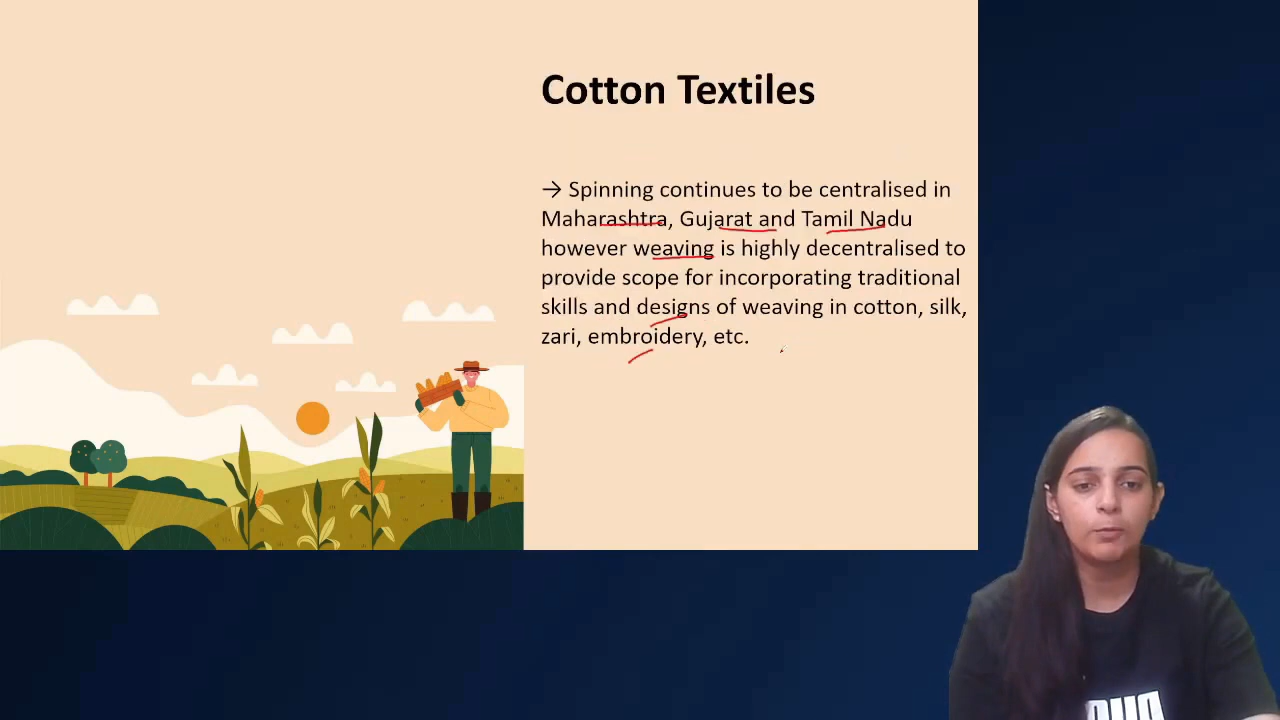 Cotton Textiles
→ Spinning continues to be centralised in
Maharashtra, Gujarat and Tamil Nadu
however weaving is highly decentralised to
provide scope for incorporating traditional
skills and designs of weaving in cotton, silk,
zari, embroidery, etc.